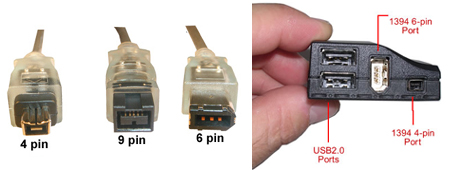 4 pin
9 pin
6 pin
1394 6-pin
Port
USB2.0
Ports
1394 4-pin
port